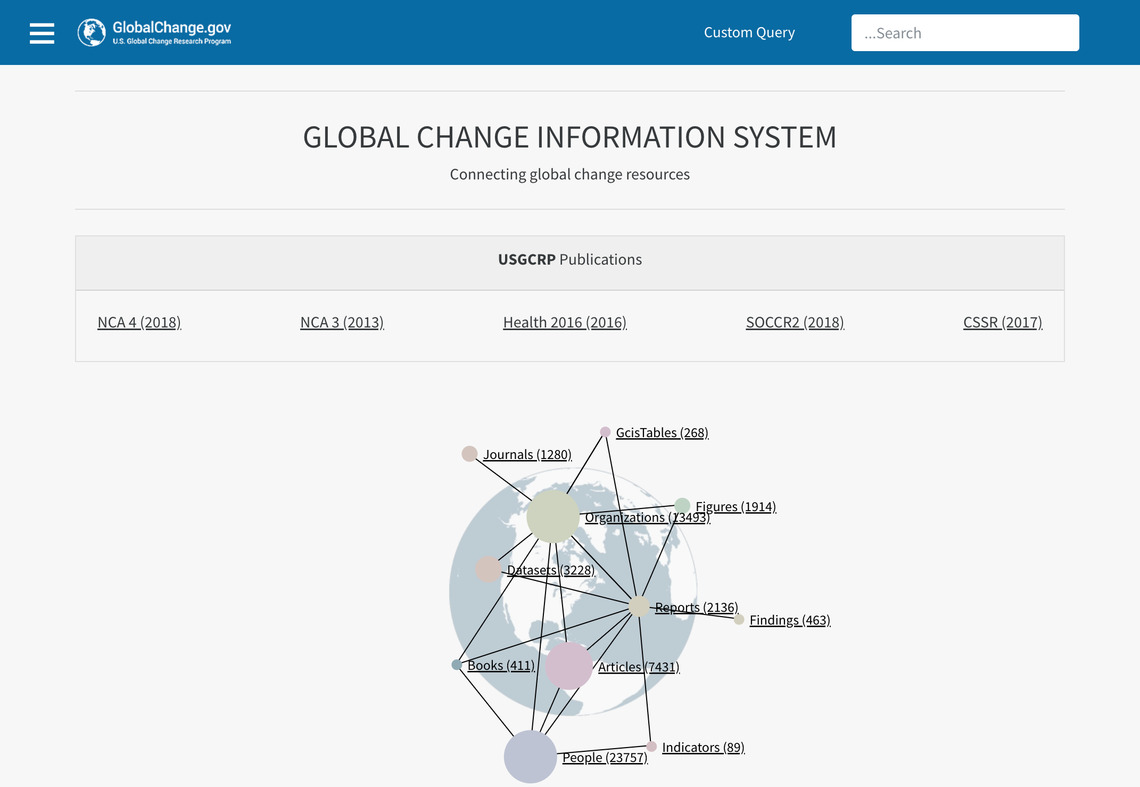 GlobalChange.gov
U.S. Global Change Research Program
Custom Query
...Search
GLOBAL CHANGE INFORMATION SYSTEM
Connecting global change resources
USGCRP Publications
NCA 4 (2018)
NCA 3 (2013)
Health 2016 (2016)
SOCCR2 (2018)
CSSR (2017)
GcisTables (268)
Journals (1280)
Figures (1914)
Organizations (13493)
Datasets (3228)
Reports (2136)
Findings (463)
Books (411)
Articles (7431)
Indicators (89)
People (23757)